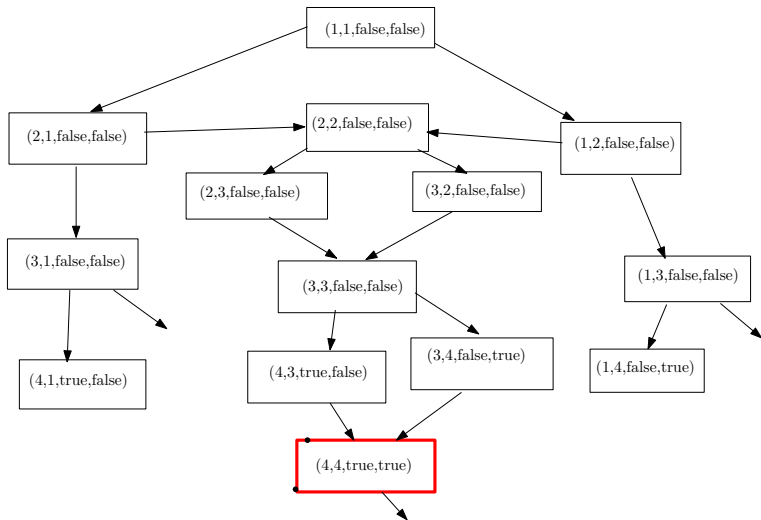 (1,1,false,false)
(2,1,false,false)
(2,2,false,false)
(1,2,false,false)
(2,3,false,false)
(3,2,false,false)
(3,1,false,false)
(3,3,false,false)
(1,3,false,false)
(4,1,true,false)
(4,3,true,false)
(3,4,false,true)
(1,4,false,true)
(4,4,true,true)